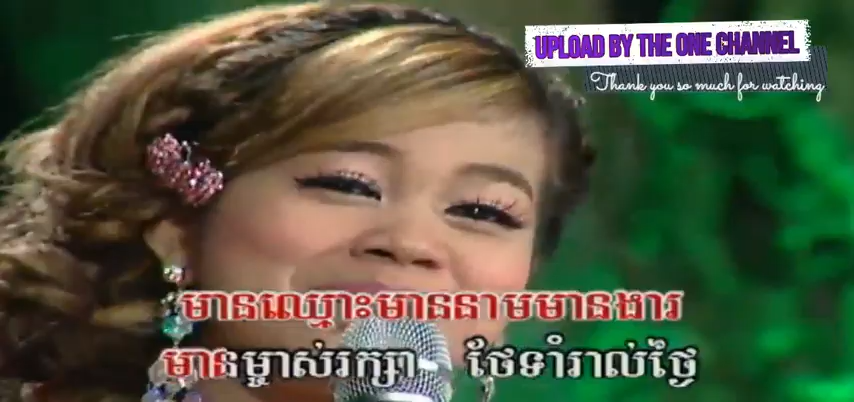 UPLOAD BY THE ONE CHANNEL
Thank you so much for watching
មានឈ្មោះមាននាមមានងារ
មានម្ចាស់រក្សា ថែទាំរាល់ថ្ងៃ